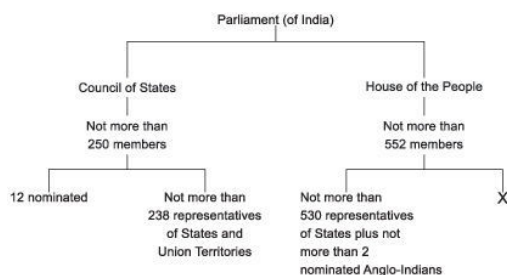 Parliament (of India)
Council of States
House of the People
Not more than
250 members
Not more than
552 members
12 nominated
Not more than
238 representatives
of States and
Union Territories
Not more than
530 representatives
of States plus not
more than 2
nominated Anglo-Indians
X